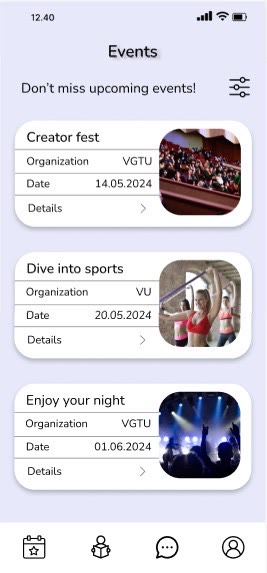 12.40
Events
Don't miss upcoming events!
Creator fest
Organization VGTU
Date 14.05.2024
Details
Dive into sports
Organization VU
Date 20.05.2024
Details
Enjoy your night
Organization VGTU
Date 01.06.2024
Details